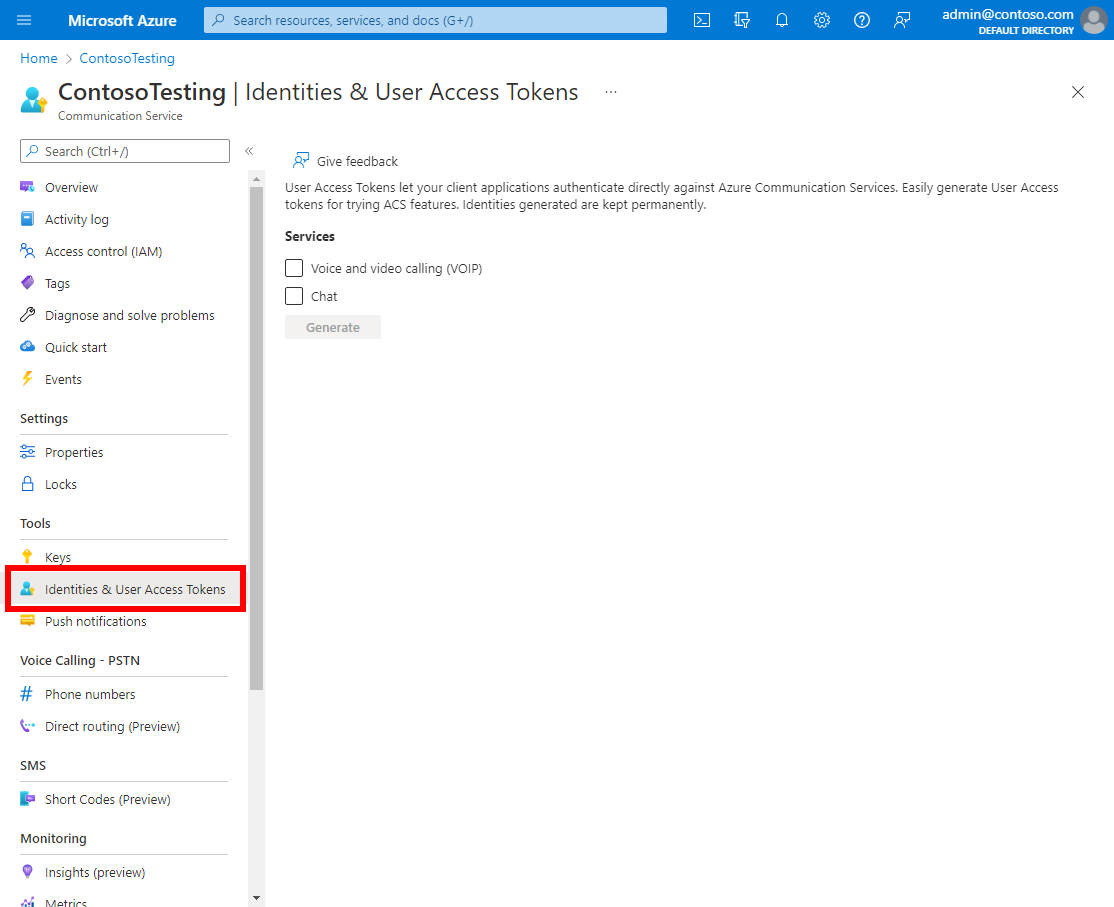 Microsoft Azure
Search resources, services, and docs (G+/)
admin@contoso.com
DEFAULT DIRECTORY
Home > ContosoTesting
ContosoTesting | Identities & User Access Tokens ...
Communication Service
Search (Ctrl+/)
Overview
Activity log
Access control (IAM)
Tags
Diagnose and solve problems
Quick start
Events
Settings
Properties
Locks
Tools
Keys
Identities & User Access Tokens
Push notifications
Voice Calling - PSTN
Phone numbers
Direct routing (Preview)
SMS
Short Codes (Preview)
Monitoring
Insights (preview)
Metrics
Give feedback
User Access Tokens let your client applications authenticate directly against Azure Communication Services. Easily generate User Access
tokens for trying ACS features. Identities generated are kept permanently.
Services
Voice and video calling (VOIP)
Chat
Generate